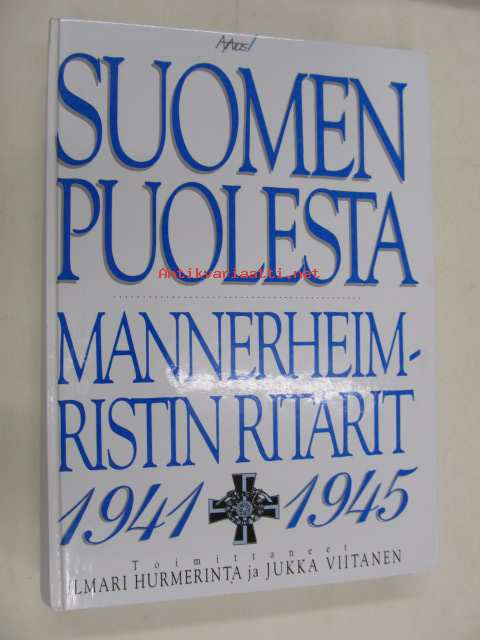 SUOMEN
PUOLESTA
Antikvariaatti.net
MANNERHEIM-
RISTIN RITARIT
1941 1945
Toimittaneet
ILMARI HURMERINTA ja JUKKA VIITANEN